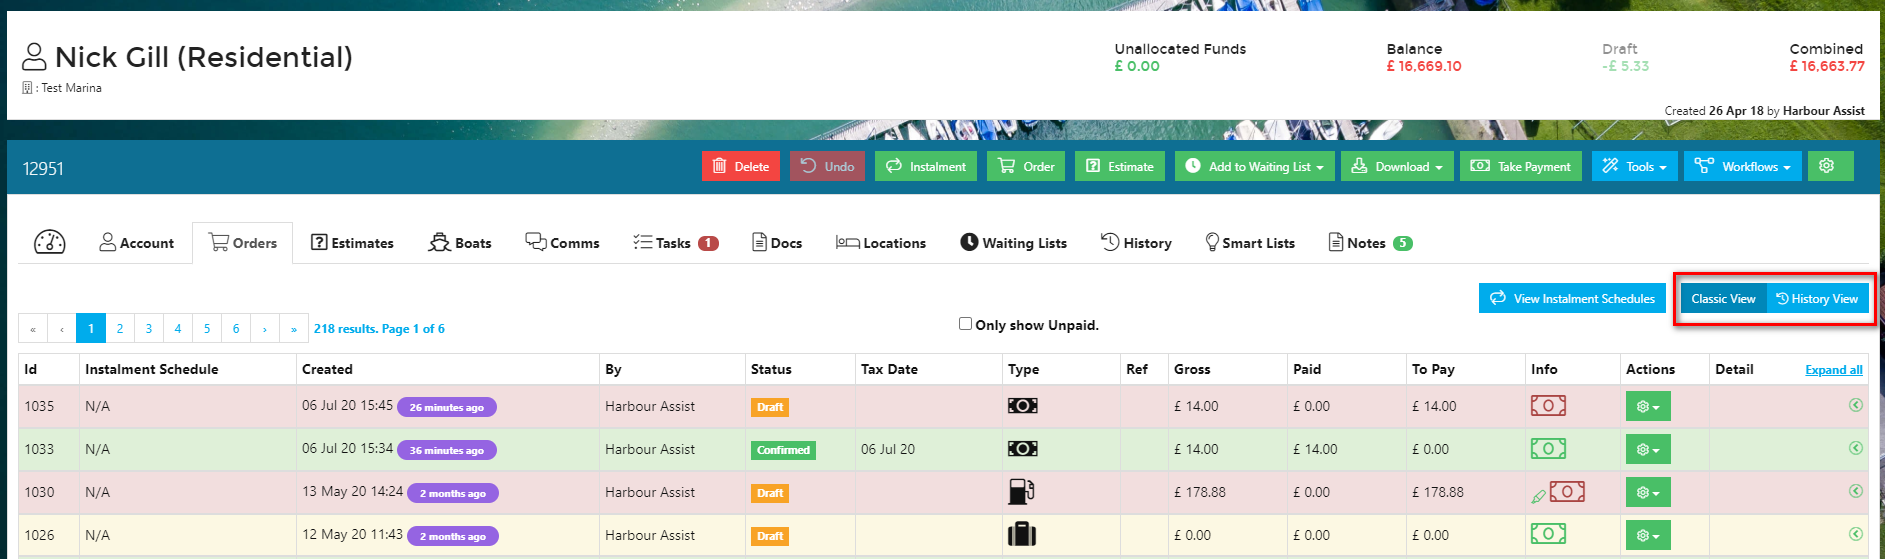 Nick Gill (Residential)
: Test Marina
Unallocated Funds Balance Draft Combined
£ 0.00 £ 16,669.10 -£ 5.33 £ 16,663.77
Created 26 Apr 18 by Harbour Assist
12951 Delete Undo Instalment Order Estimate Add to Waiting List Download Take Payment Tools Workflows
Account Orders Estimates Boats Comms Tasks 1 Docs Locations Waiting Lists History Smart Lists Notes 5
View Instalment Schedules Classic View History View
« ‹ 1 2 3 4 5 6 › » 218 results. Page 1 of 6 Only show Unpaid.
Id Instalment Schedule Created By Status Tax Date Type Ref Gross Paid To Pay Info Actions Detail Expand all
1035 N/A 06 Jul 20 15:45 26 minutes ago Harbour Assist Draft £ 14.00 £ 0.00 £ 14.00
1033 N/A 06 Jul 20 15:34 36 minutes ago Harbour Assist Confirmed 06 Jul 20 £ 14.00 £ 14.00 £ 0.00
1030 N/A 13 May 20 14:24 2 months ago Harbour Assist Draft £ 178.88 £ 0.00 £ 178.88
1026 N/A 12 May 20 11:43 2 months ago Harbour Assist Draft £ 0.00 £ 0.00 £ 0.00